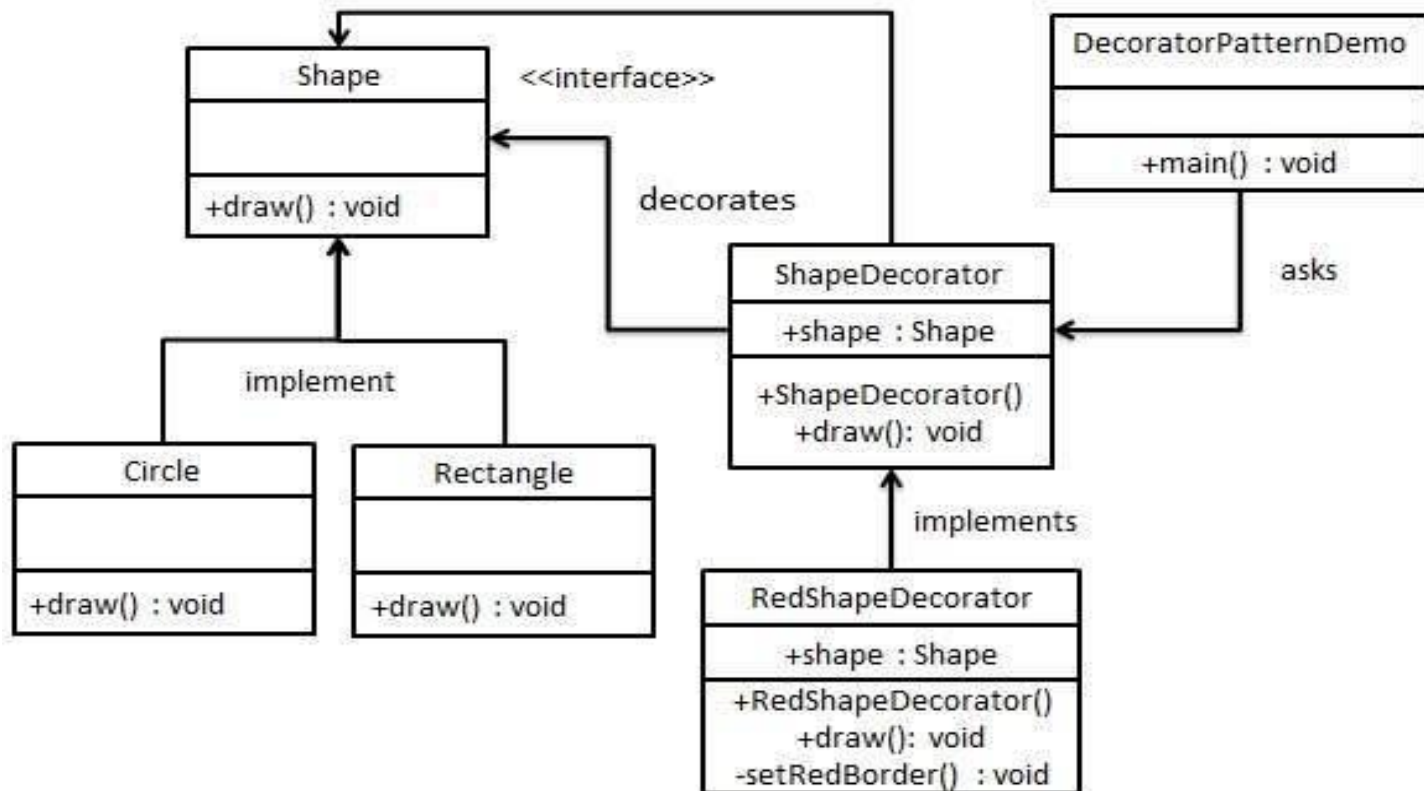 Shape
+draw() : void
<<interface>>
decorates
DecoratorPatternDemo
+main() : void
asks
ShapeDecorator
+shape : Shape
+ShapeDecorator()
+draw(): void
implement
Circle
+draw() : void
Rectangle
+draw() : void
implements
RedShapeDecorator
+shape : Shape
+RedShapeDecorator()
+draw(): void
-setRedBorder() : void